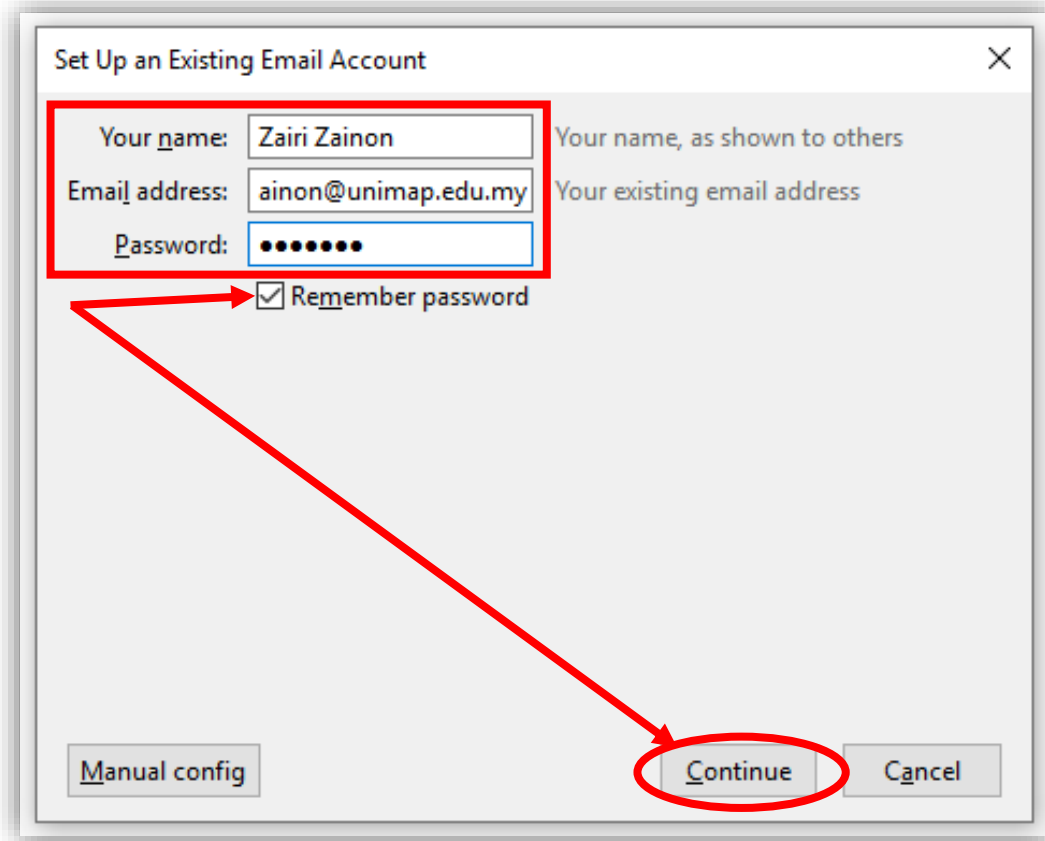 Set Up an Existing Email Account
Your name: Zairi Zainon Your name, as shown to others
Email address: ainon@unimap.edu.my Your existing email address
Password: ●●●●●●●
Remember password
Manual config Continue Cancel